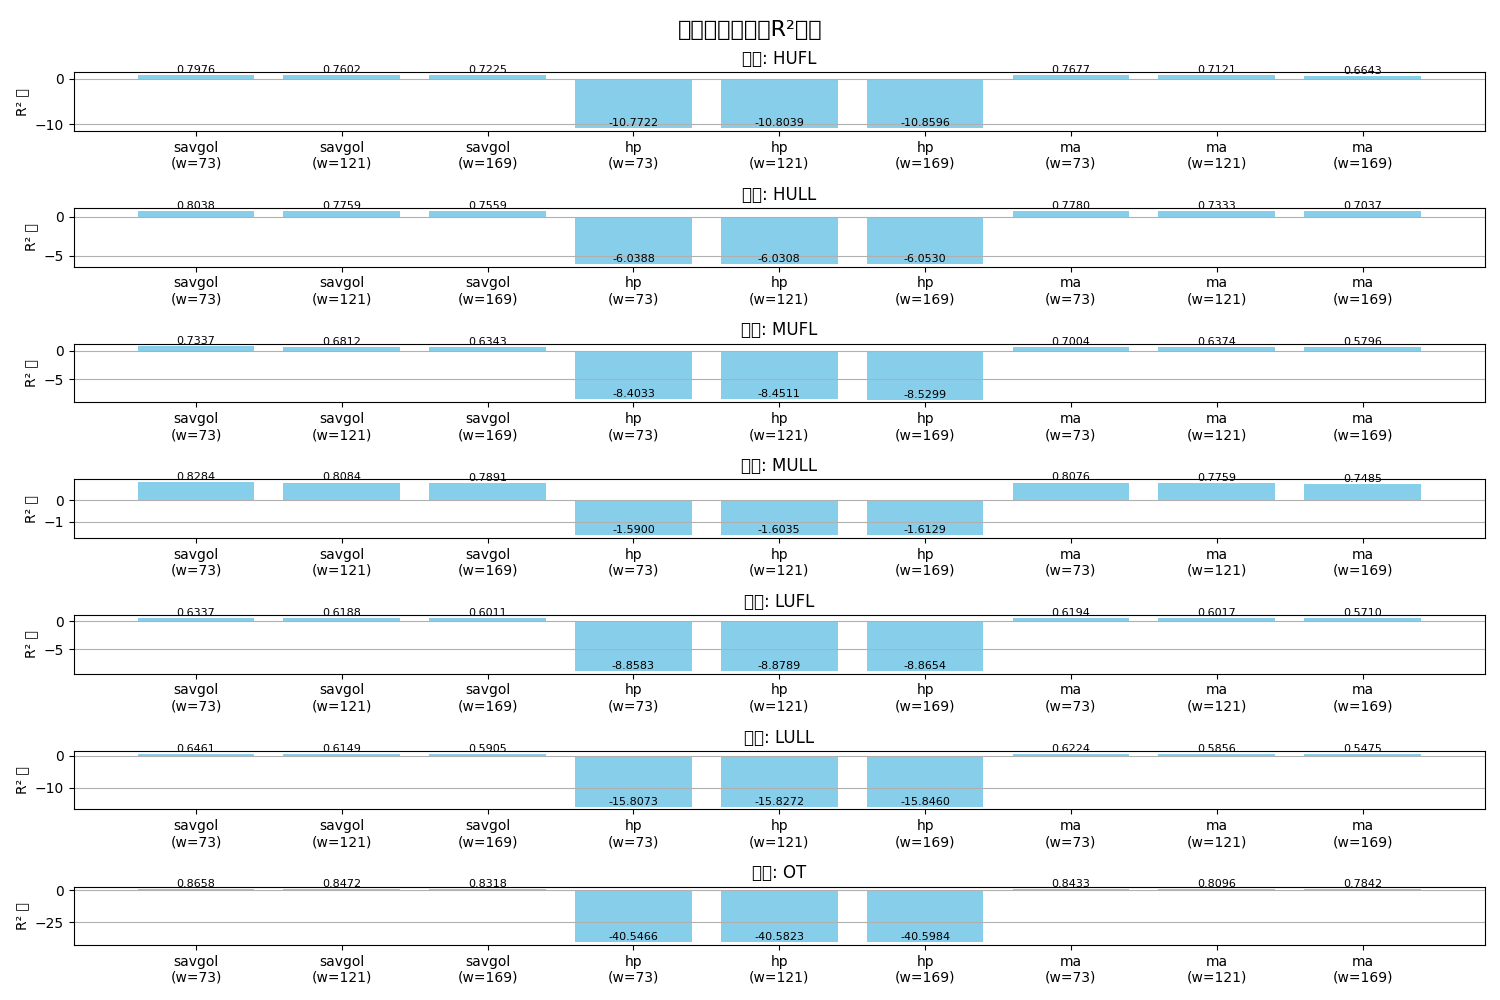 R²
: HUFL
0.7976 0.7602 0.7225 -10.7722 -10.8039 -10.8596 0.7677 0.7121 0.6643
R²
0
−10
savgol savgol savgol hp hp hp ma ma ma
(w=73) (w=121) (w=169) (w=73) (w=121) (w=169) (w=73) (w=121) (w=169)
: HULL
0.8038 0.7759 0.7559 -6.0388 -6.0308 -6.0530 0.7780 0.7333 0.7037
R²
0
−5
savgol savgol savgol hp hp hp ma ma ma
(w=73) (w=121) (w=169) (w=73) (w=121) (w=169) (w=73) (w=121) (w=169)
: MUFL
0.7337 0.6812 0.6343 -8.4033 -8.4511 -8.5299 0.7004 0.6374 0.5796
R²
0
−5
savgol savgol savgol hp hp hp ma ma ma
(w=73) (w=121) (w=169) (w=73) (w=121) (w=169) (w=73) (w=121) (w=169)
: MULL
0.8284 0.8084 0.7891 -1.5900 -1.6035 -1.6129 0.8076 0.7759 0.7485
R²
0
−1
savgol savgol savgol hp hp hp ma ma ma
(w=73) (w=121) (w=169) (w=73) (w=121) (w=169) (w=73) (w=121) (w=169)
: LUFL
0.6337 0.6188 0.6011 -8.8583 -8.8789 -8.8654 0.6194 0.6017 0.5710
R²
0
−5
savgol savgol savgol hp hp hp ma ma ma
(w=73) (w=121) (w=169) (w=73) (w=121) (w=169) (w=73) (w=121) (w=169)
: LULL
0.6461 0.6149 0.5905 -15.8073 -15.8272 -15.8460 0.6224 0.5856 0.5475
R²
0
−10
savgol savgol savgol hp hp hp ma ma ma
(w=73) (w=121) (w=169) (w=73) (w=121) (w=169) (w=73) (w=121) (w=169)
: OT
0.8658 0.8472 0.8318 -40.5466 -40.5823 -40.5984 0.8433 0.8096 0.7842
R²
0
−25
savgol savgol savgol hp hp hp ma ma ma
(w=73) (w=121) (w=169) (w=73) (w=121) (w=169) (w=73) (w=121) (w=169)